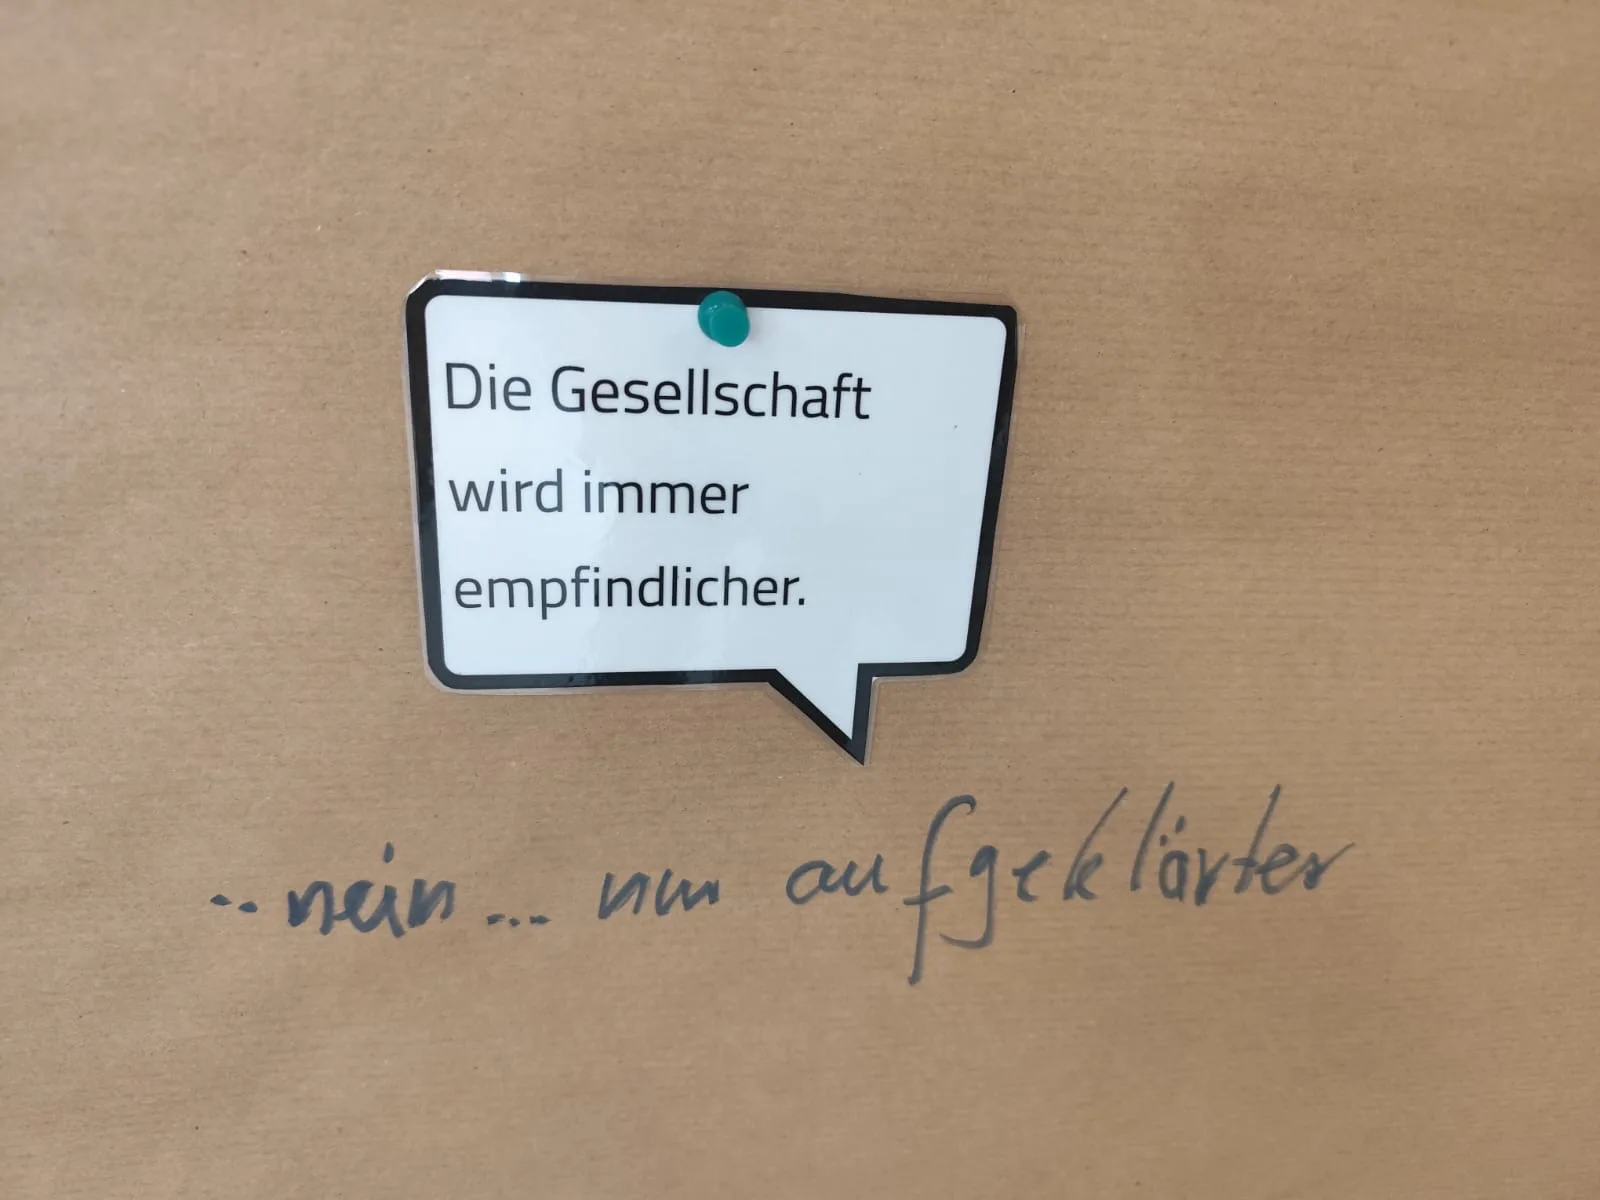 Die Gesellschaft
wird immer
empfindlicher.
..nein... nur aufgeklärter